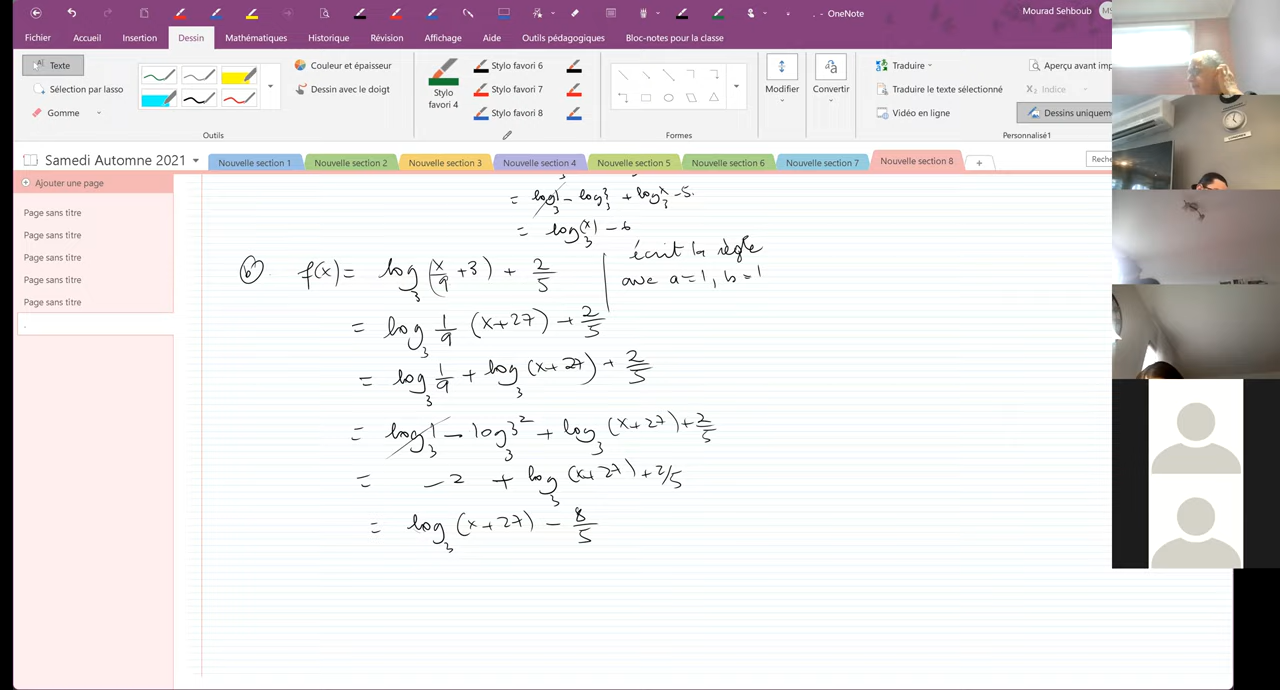 - OneNote
Mourad Sehboub
MS
Fichier Accueil Insertion Dessin Mathématiques Historique Révision Affichage Aide Outils pédagogiques Bloc-notes pour la classe
Texte
Sélection par lasso
Gomme
Outils
Couleur et épaisseur
Dessin avec le doigt
Stylo favori 4
Stylo favori 6
Stylo favori 7
Stylo favori 8
Formes
Modifier
Convertir
Traduire
Traduire le texte sélectionné
Vidéo en ligne
Aperçu avant imp
Indice
Dessins uniquem
Personnalisé1
Samedi Automne 2021
Nouvelle section 1 Nouvelle section 2 Nouvelle section 3 Nouvelle section 4 Nouvelle section 5 Nouvelle section 6 Nouvelle section 7 Nouvelle section 8 +
Reche
Ajouter une page
Page sans titre
Page sans titre
Page sans titre
Page sans titre
Page sans titre
= log₃1 - log₃3 + log₃x - 5
= log₃(x) - 6
6) f(x) = log₃(x/9 + 3) + 2/5
écrit la règle
avec a=1, b=1
= log₃ 1/9 (x+27) + 2/5
= log₃ 1/9 + log₃(x+27) + 2/5
= log₃1 - log₃3² + log₃(x+27) + 2/5
= -2 + log₃(x+27) + 2/5
= log₃(x+27) - 8/5